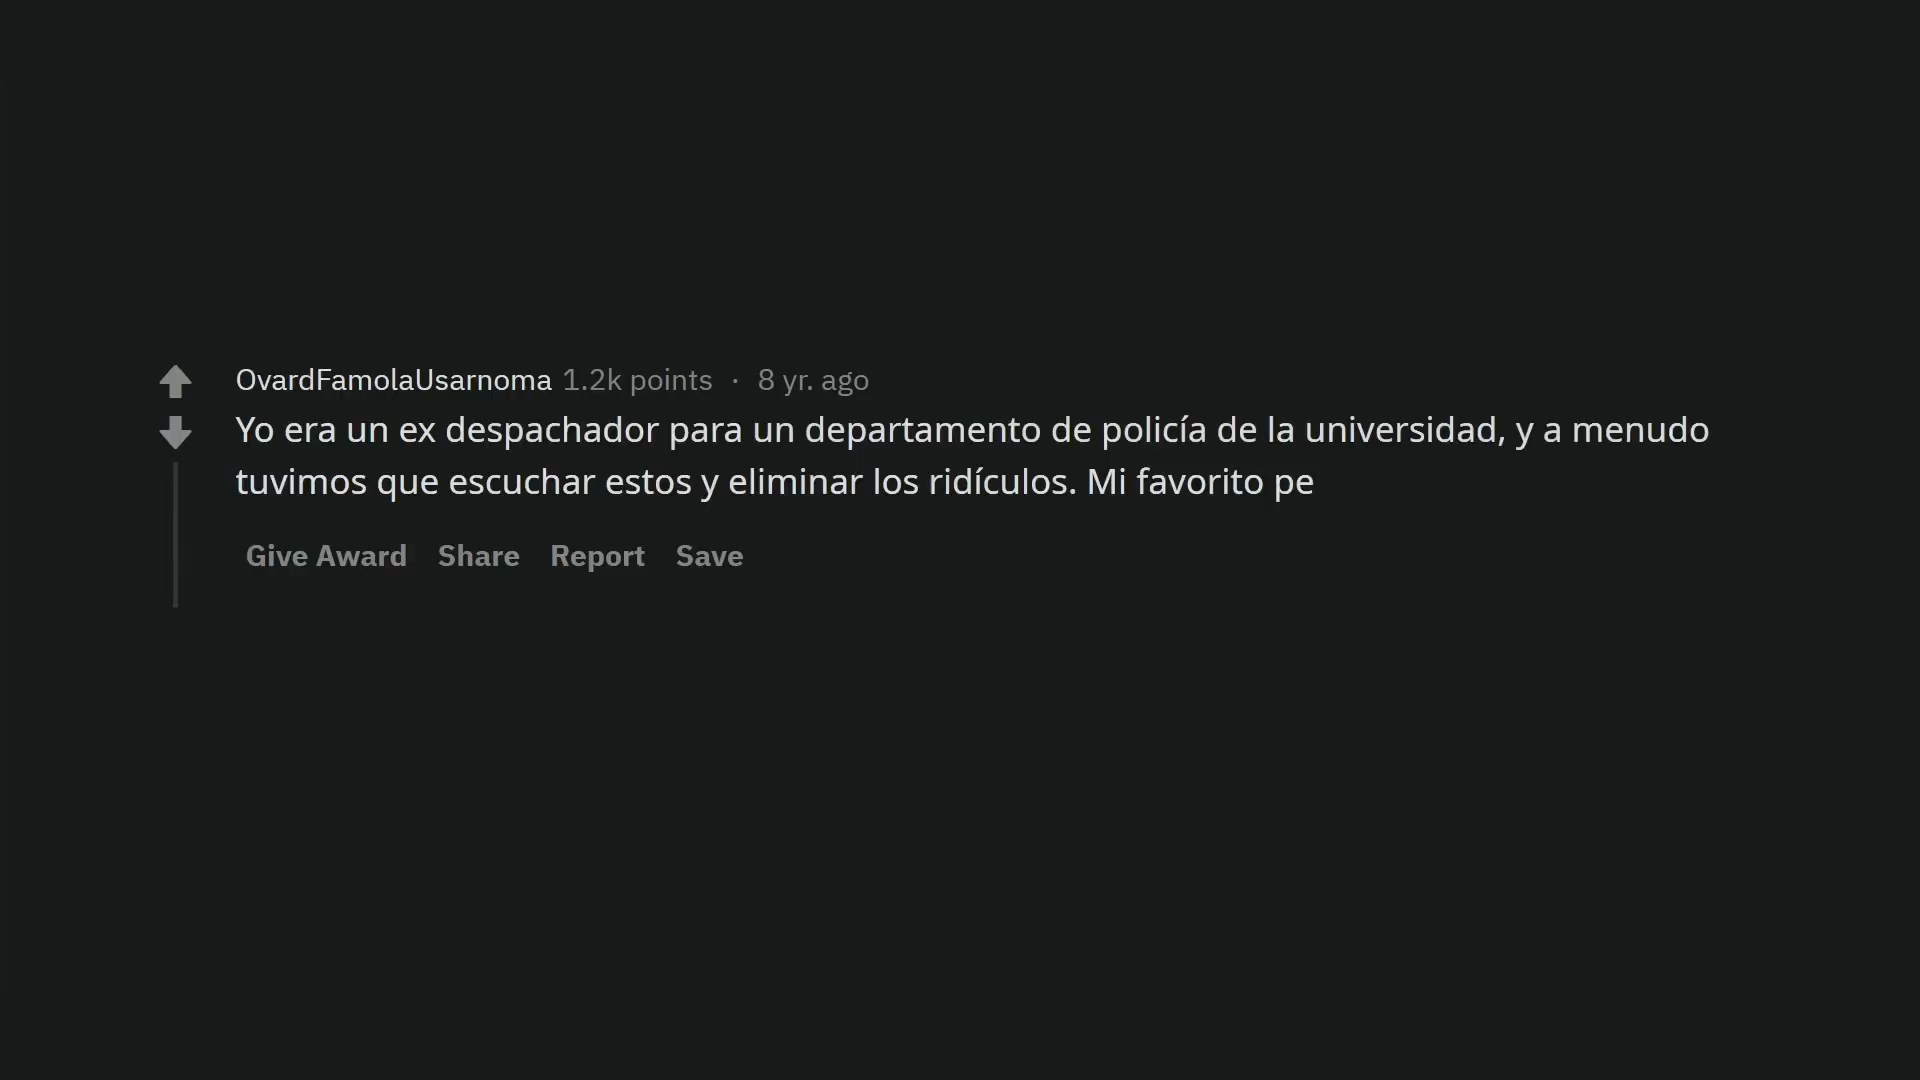 OvardFamolaUsarnoma 1.2k points · 8 yr. ago
Yo era un ex despachador para un departamento de policía de la universidad, y a menudo
tuvimos que escuchar estos y eliminar los ridículos. Mi favorito pe
Give Award Share Report Save